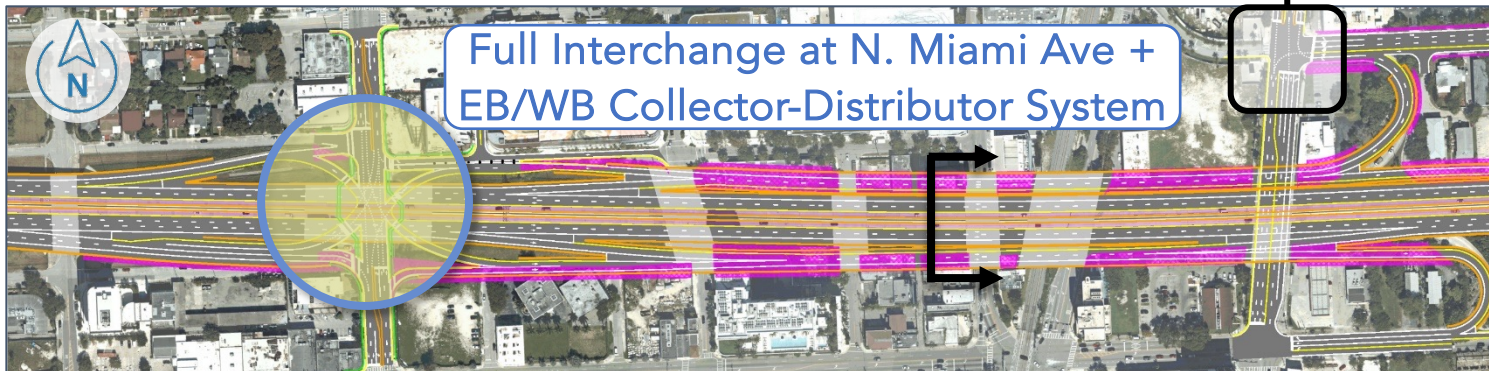 N
Full Interchange at N. Miami Ave +
EB/WB Collector-Distributor System